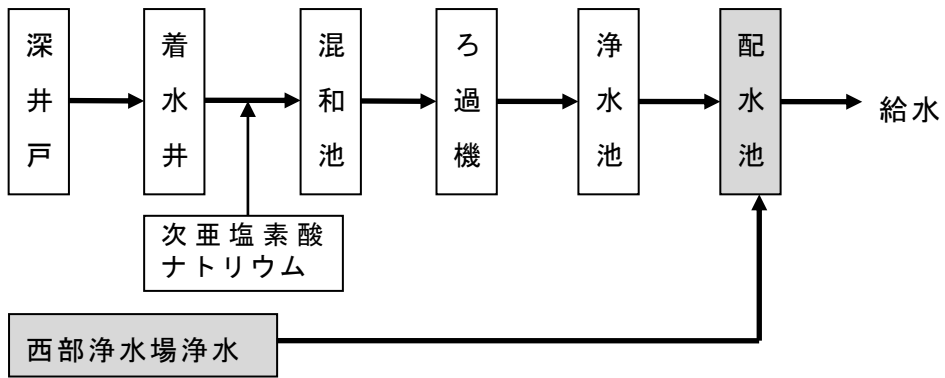 深井戸
着水井
混和池
ろ過機
浄水池
配水池
給水
次亜塩素酸
ナトリウム
西部浄水場浄水